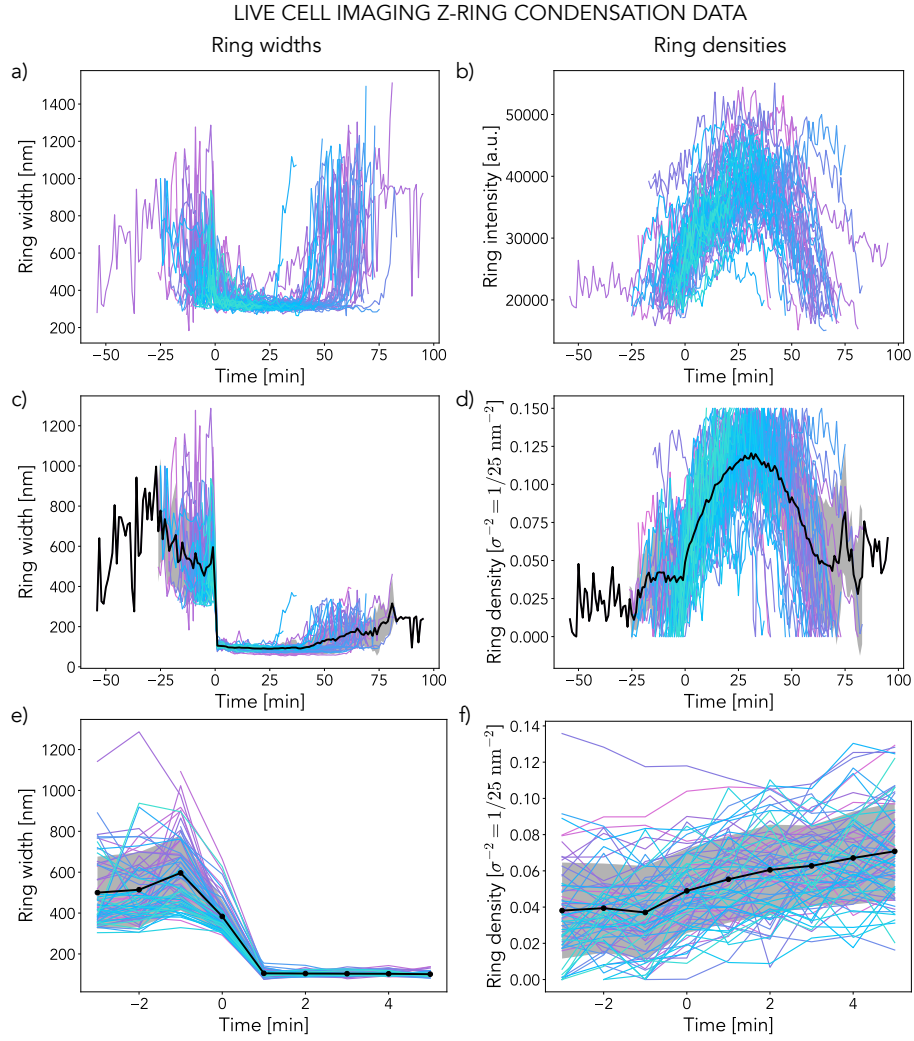 LIVE CELL IMAGING Z-RING CONDENSATION DATA
Ring widths
Ring densities
a)
b)
Ring width [nm]
1400
1200
1000
800
600
400
200
−50 −25 0 25 50 75 100
Time [min]
Ring intensity [a.u.]
50000
40000
30000
20000
−50 −25 0 25 50 75 100
Time [min]
c)
d)
Ring width [nm]
1200
1000
800
600
400
200
0
−50 −25 0 25 50 75 100
Time [min]
Ring density [σ⁻² = 1/25 nm⁻²]
0.150
0.125
0.100
0.075
0.050
0.025
0.000
−50 −25 0 25 50 75 100
Time [min]
e)
f)
Ring width [nm]
1200
1000
800
600
400
200
−2 0 2 4
Time [min]
Ring density [σ⁻² = 1/25 nm⁻²]
0.14
0.12
0.10
0.08
0.06
0.04
0.02
0.00
−2 0 2 4
Time [min]